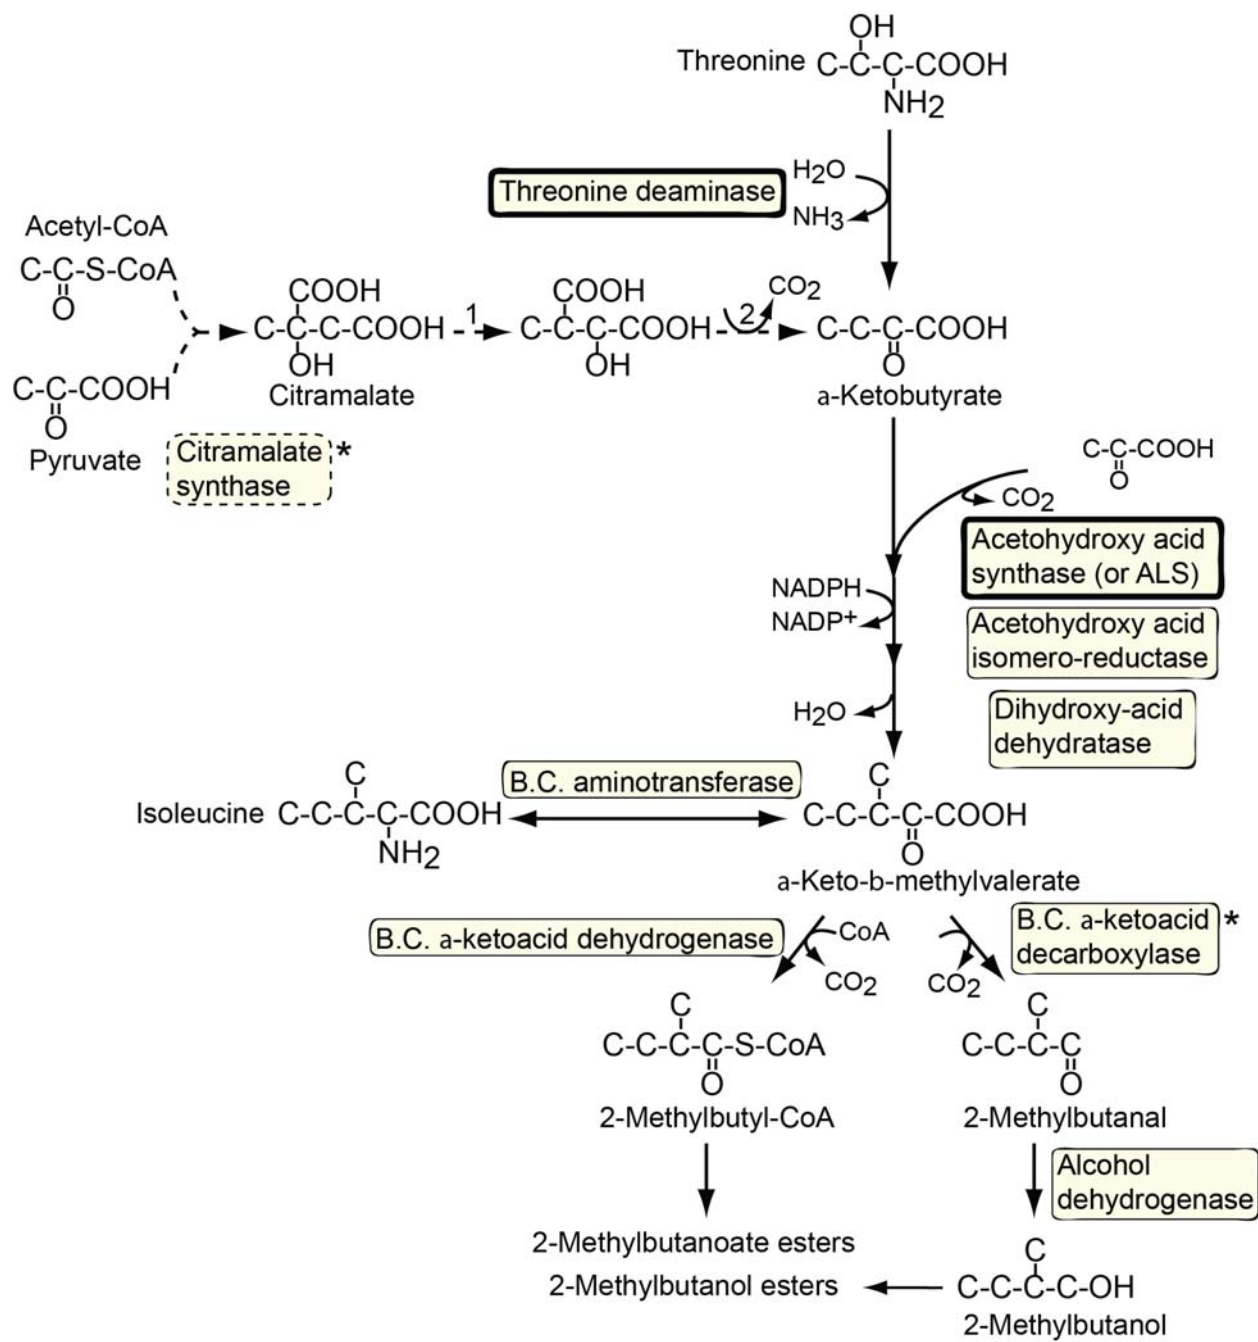 OH
Threonine C-C-C-COOH
NH2
Threonine deaminase
H2O
NH3
Acetyl-CoA
C-C-S-CoA
O
C-C-COOH
O
Pyruvate
Citramalate *
synthase
COOH
C-C-C-COOH
OH
Citramalate
1
COOH
C-C-C-COOH
OH
2
CO2
C-C-C-COOH
O
a-Ketobutyrate
C-C-COOH
O
CO2
Acetohydroxy acid
synthase (or ALS)
NADPH
NADP+
Acetohydroxy acid
isomero-reductase
H2O
Dihydroxy-acid
dehydratase
C
Isoleucine C-C-C-C-COOH
NH2
B.C. aminotransferase
C
C-C-C-C-COOH
O
a-Keto-b-methylvalerate
B.C. a-ketoacid dehydrogenase
CoA
CO2
B.C. a-ketoacid *
decarboxylase
CO2
C
C-C-C-C-S-CoA
O
2-Methylbutyl-CoA
C
C-C-C-C
O
2-Methylbutanal
Alcohol
dehydrogenase
2-Methylbutanoate esters
2-Methylbutanol esters
C
C-C-C-C-OH
2-Methylbutanol